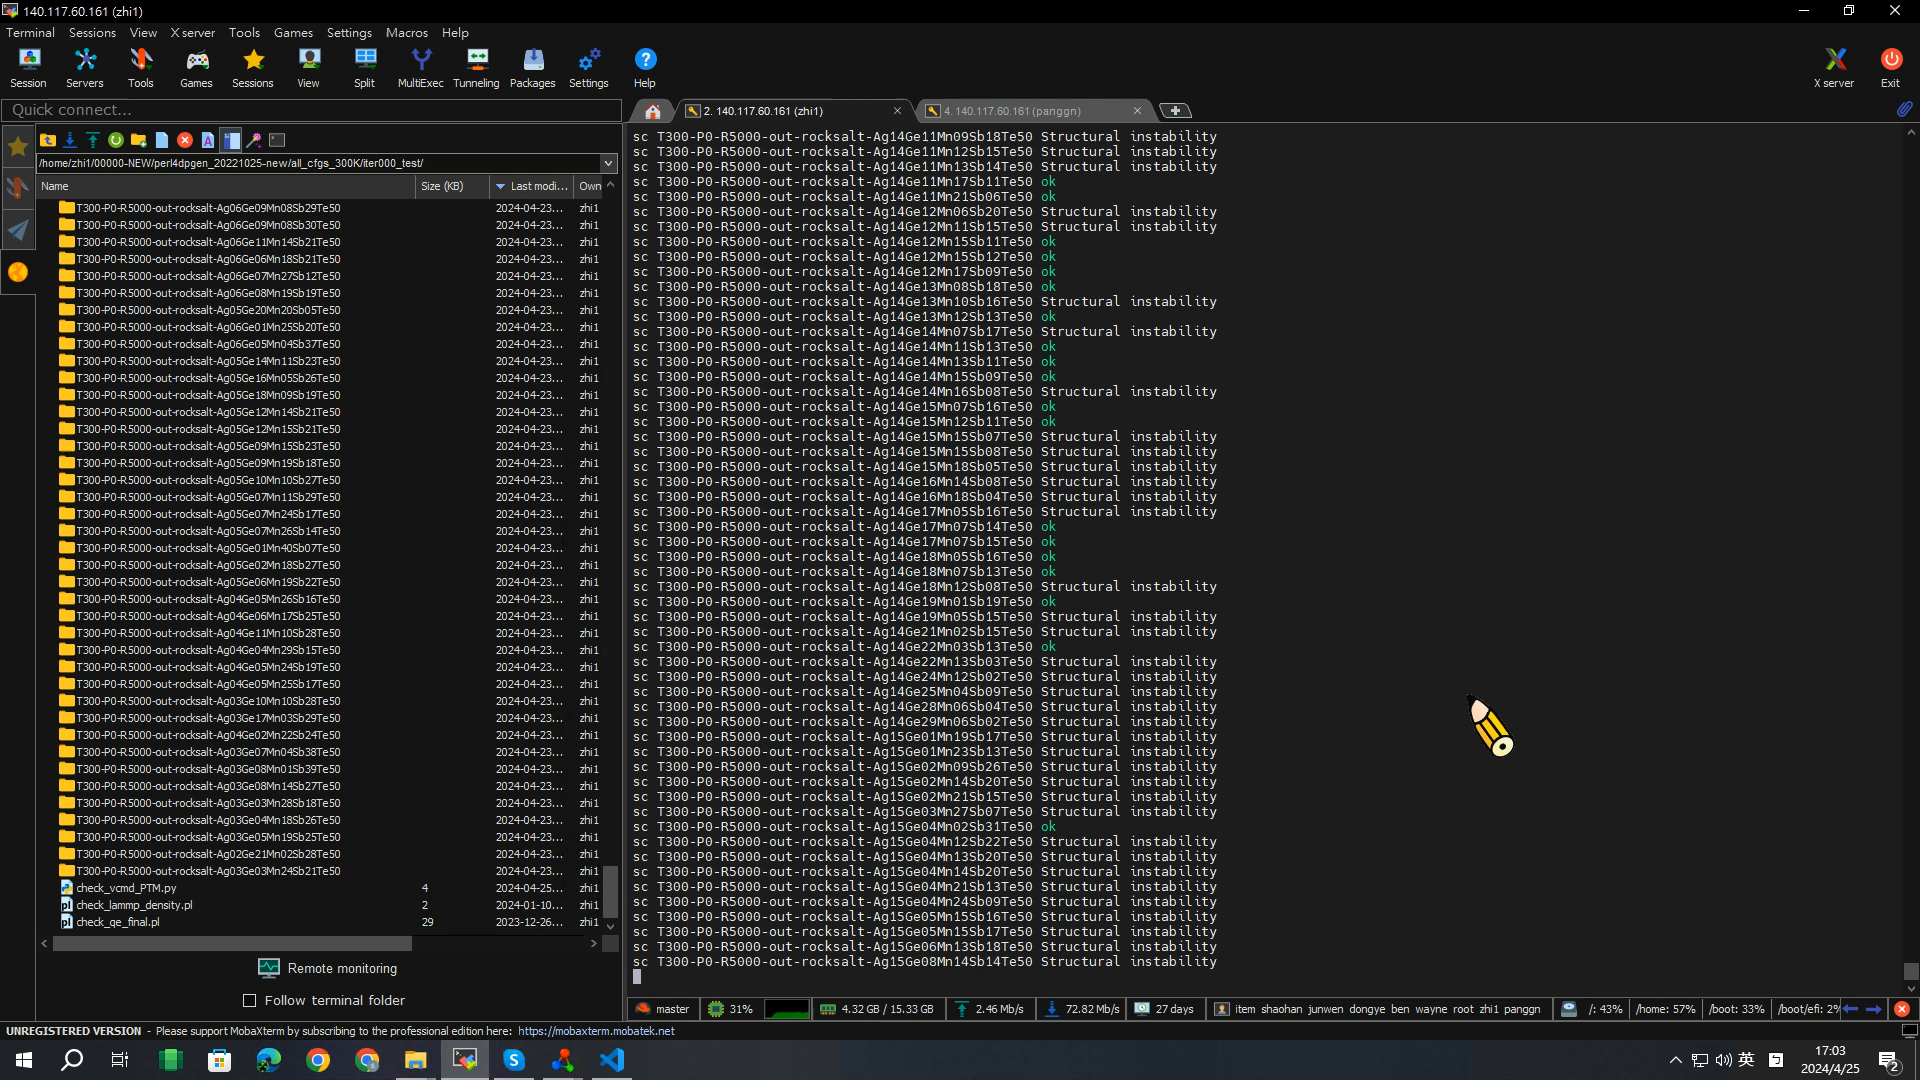 140.117.60.161 (zhi1)
Terminal Sessions View X server Tools Games Settings Macros Help
Session Servers Tools Games Sessions View Split MultiExec Tunneling Packages Settings Help X server Exit
Quick connect...
2. 140.117.60.161 (zhi1)
4. 140.117.60.161 (panggn)
/home/zhi1/00000-NEW/perl4dpgen_20221025-new/all_cfgs_300K/iter000_test/
Name Size (KB) Last modi... Own
T300-P0-R5000-out-rocksalt-Ag06Ge09Mn08Sb29Te50 2024-04-23... zhi1
T300-P0-R5000-out-rocksalt-Ag06Ge09Mn08Sb30Te50 2024-04-23... zhi1
T300-P0-R5000-out-rocksalt-Ag06Ge11Mn14Sb21Te50 2024-04-23... zhi1
T300-P0-R5000-out-rocksalt-Ag06Ge06Mn18Sb21Te50 2024-04-23... zhi1
T300-P0-R5000-out-rocksalt-Ag06Ge07Mn27Sb12Te50 2024-04-23... zhi1
T300-P0-R5000-out-rocksalt-Ag06Ge08Mn19Sb19Te50 2024-04-23... zhi1
T300-P0-R5000-out-rocksalt-Ag05Ge20Mn20Sb05Te50 2024-04-23... zhi1
T300-P0-R5000-out-rocksalt-Ag06Ge01Mn25Sb20Te50 2024-04-23... zhi1
T300-P0-R5000-out-rocksalt-Ag06Ge05Mn04Sb37Te50 2024-04-23... zhi1
T300-P0-R5000-out-rocksalt-Ag05Ge14Mn11Sb23Te50 2024-04-23... zhi1
T300-P0-R5000-out-rocksalt-Ag05Ge16Mn05Sb26Te50 2024-04-23... zhi1
T300-P0-R5000-out-rocksalt-Ag05Ge18Mn09Sb19Te50 2024-04-23... zhi1
T300-P0-R5000-out-rocksalt-Ag05Ge12Mn14Sb21Te50 2024-04-23... zhi1
T300-P0-R5000-out-rocksalt-Ag05Ge12Mn15Sb21Te50 2024-04-23... zhi1
T300-P0-R5000-out-rocksalt-Ag05Ge09Mn15Sb23Te50 2024-04-23... zhi1
T300-P0-R5000-out-rocksalt-Ag05Ge09Mn19Sb18Te50 2024-04-23... zhi1
T300-P0-R5000-out-rocksalt-Ag05Ge10Mn10Sb27Te50 2024-04-23... zhi1
T300-P0-R5000-out-rocksalt-Ag05Ge07Mn11Sb29Te50 2024-04-23... zhi1
T300-P0-R5000-out-rocksalt-Ag05Ge07Mn24Sb17Te50 2024-04-23... zhi1
T300-P0-R5000-out-rocksalt-Ag05Ge07Mn26Sb14Te50 2024-04-23... zhi1
T300-P0-R5000-out-rocksalt-Ag05Ge01Mn40Sb07Te50 2024-04-23... zhi1
T300-P0-R5000-out-rocksalt-Ag05Ge02Mn18Sb27Te50 2024-04-23... zhi1
T300-P0-R5000-out-rocksalt-Ag05Ge06Mn19Sb22Te50 2024-04-23... zhi1
T300-P0-R5000-out-rocksalt-Ag04Ge05Mn26Sb16Te50 2024-04-23... zhi1
T300-P0-R5000-out-rocksalt-Ag04Ge06Mn17Sb25Te50 2024-04-23... zhi1
T300-P0-R5000-out-rocksalt-Ag04Ge11Mn10Sb28Te50 2024-04-23... zhi1
T300-P0-R5000-out-rocksalt-Ag04Ge04Mn29Sb15Te50 2024-04-23... zhi1
T300-P0-R5000-out-rocksalt-Ag04Ge05Mn24Sb19Te50 2024-04-23... zhi1
T300-P0-R5000-out-rocksalt-Ag04Ge05Mn25Sb17Te50 2024-04-23... zhi1
T300-P0-R5000-out-rocksalt-Ag03Ge10Mn10Sb28Te50 2024-04-23... zhi1
T300-P0-R5000-out-rocksalt-Ag03Ge17Mn03Sb29Te50 2024-04-23... zhi1
T300-P0-R5000-out-rocksalt-Ag04Ge02Mn22Sb24Te50 2024-04-23... zhi1
T300-P0-R5000-out-rocksalt-Ag03Ge07Mn04Sb38Te50 2024-04-23... zhi1
T300-P0-R5000-out-rocksalt-Ag03Ge08Mn01Sb39Te50 2024-04-23... zhi1
T300-P0-R5000-out-rocksalt-Ag03Ge08Mn14Sb27Te50 2024-04-23... zhi1
T300-P0-R5000-out-rocksalt-Ag03Ge03Mn28Sb18Te50 2024-04-23... zhi1
T300-P0-R5000-out-rocksalt-Ag03Ge04Mn18Sb26Te50 2024-04-23... zhi1
T300-P0-R5000-out-rocksalt-Ag03Ge05Mn19Sb25Te50 2024-04-23... zhi1
T300-P0-R5000-out-rocksalt-Ag02Ge21Mn02Sb28Te50 2024-04-23... zhi1
T300-P0-R5000-out-rocksalt-Ag03Ge03Mn24Sb21Te50 2024-04-23... zhi1
check_vcmd_PTM.py 4 2024-04-25... zhi1
check_lammp_density.pl 2 2024-01-10... zhi1
check_qe_final.pl 29 2023-12-26... zhi1
Remote monitoring
Follow terminal folder
sc T300-P0-R5000-out-rocksalt-Ag14Ge11Mn09Sb18Te50 Structural instability
sc T300-P0-R5000-out-rocksalt-Ag14Ge11Mn12Sb15Te50 Structural instability
sc T300-P0-R5000-out-rocksalt-Ag14Ge11Mn13Sb14Te50 Structural instability
sc T300-P0-R5000-out-rocksalt-Ag14Ge11Mn17Sb11Te50 ok
sc T300-P0-R5000-out-rocksalt-Ag14Ge11Mn21Sb06Te50 ok
sc T300-P0-R5000-out-rocksalt-Ag14Ge12Mn06Sb20Te50 Structural instability
sc T300-P0-R5000-out-rocksalt-Ag14Ge12Mn11Sb15Te50 Structural instability
sc T300-P0-R5000-out-rocksalt-Ag14Ge12Mn15Sb11Te50 ok
sc T300-P0-R5000-out-rocksalt-Ag14Ge12Mn15Sb12Te50 ok
sc T300-P0-R5000-out-rocksalt-Ag14Ge12Mn17Sb09Te50 ok
sc T300-P0-R5000-out-rocksalt-Ag14Ge13Mn08Sb18Te50 ok
sc T300-P0-R5000-out-rocksalt-Ag14Ge13Mn10Sb16Te50 Structural instability
sc T300-P0-R5000-out-rocksalt-Ag14Ge13Mn12Sb13Te50 ok
sc T300-P0-R5000-out-rocksalt-Ag14Ge14Mn07Sb17Te50 Structural instability
sc T300-P0-R5000-out-rocksalt-Ag14Ge14Mn11Sb13Te50 ok
sc T300-P0-R5000-out-rocksalt-Ag14Ge14Mn13Sb11Te50 ok
sc T300-P0-R5000-out-rocksalt-Ag14Ge14Mn15Sb09Te50 ok
sc T300-P0-R5000-out-rocksalt-Ag14Ge14Mn16Sb08Te50 Structural instability
sc T300-P0-R5000-out-rocksalt-Ag14Ge15Mn07Sb16Te50 ok
sc T300-P0-R5000-out-rocksalt-Ag14Ge15Mn12Sb11Te50 ok
sc T300-P0-R5000-out-rocksalt-Ag14Ge15Mn15Sb07Te50 Structural instability
sc T300-P0-R5000-out-rocksalt-Ag14Ge15Mn15Sb08Te50 Structural instability
sc T300-P0-R5000-out-rocksalt-Ag14Ge15Mn18Sb05Te50 Structural instability
sc T300-P0-R5000-out-rocksalt-Ag14Ge16Mn14Sb08Te50 Structural instability
sc T300-P0-R5000-out-rocksalt-Ag14Ge16Mn18Sb04Te50 Structural instability
sc T300-P0-R5000-out-rocksalt-Ag14Ge17Mn05Sb16Te50 Structural instability
sc T300-P0-R5000-out-rocksalt-Ag14Ge17Mn07Sb14Te50 ok
sc T300-P0-R5000-out-rocksalt-Ag14Ge17Mn07Sb15Te50 ok
sc T300-P0-R5000-out-rocksalt-Ag14Ge18Mn05Sb16Te50 ok
sc T300-P0-R5000-out-rocksalt-Ag14Ge18Mn07Sb13Te50 ok
sc T300-P0-R5000-out-rocksalt-Ag14Ge18Mn12Sb08Te50 Structural instability
sc T300-P0-R5000-out-rocksalt-Ag14Ge19Mn01Sb19Te50 ok
sc T300-P0-R5000-out-rocksalt-Ag14Ge19Mn05Sb15Te50 Structural instability
sc T300-P0-R5000-out-rocksalt-Ag14Ge21Mn02Sb15Te50 Structural instability
sc T300-P0-R5000-out-rocksalt-Ag14Ge22Mn03Sb13Te50 ok
sc T300-P0-R5000-out-rocksalt-Ag14Ge22Mn13Sb03Te50 Structural instability
sc T300-P0-R5000-out-rocksalt-Ag14Ge24Mn12Sb02Te50 Structural instability
sc T300-P0-R5000-out-rocksalt-Ag14Ge25Mn04Sb09Te50 Structural instability
sc T300-P0-R5000-out-rocksalt-Ag14Ge28Mn06Sb04Te50 Structural instability
sc T300-P0-R5000-out-rocksalt-Ag14Ge29Mn06Sb02Te50 Structural instability
sc T300-P0-R5000-out-rocksalt-Ag15Ge01Mn19Sb17Te50 Structural instability
sc T300-P0-R5000-out-rocksalt-Ag15Ge01Mn23Sb13Te50 Structural instability
sc T300-P0-R5000-out-rocksalt-Ag15Ge02Mn09Sb26Te50 Structural instability
sc T300-P0-R5000-out-rocksalt-Ag15Ge02Mn14Sb20Te50 Structural instability
sc T300-P0-R5000-out-rocksalt-Ag15Ge02Mn21Sb15Te50 Structural instability
sc T300-P0-R5000-out-rocksalt-Ag15Ge03Mn27Sb07Te50 Structural instability
sc T300-P0-R5000-out-rocksalt-Ag15Ge04Mn02Sb31Te50 ok
sc T300-P0-R5000-out-rocksalt-Ag15Ge04Mn12Sb22Te50 Structural instability
sc T300-P0-R5000-out-rocksalt-Ag15Ge04Mn13Sb20Te50 Structural instability
sc T300-P0-R5000-out-rocksalt-Ag15Ge04Mn14Sb20Te50 Structural instability
sc T300-P0-R5000-out-rocksalt-Ag15Ge04Mn21Sb13Te50 Structural instability
sc T300-P0-R5000-out-rocksalt-Ag15Ge04Mn24Sb09Te50 Structural instability
sc T300-P0-R5000-out-rocksalt-Ag15Ge05Mn15Sb16Te50 Structural instability
sc T300-P0-R5000-out-rocksalt-Ag15Ge05Mn15Sb17Te50 Structural instability
sc T300-P0-R5000-out-rocksalt-Ag15Ge06Mn13Sb18Te50 Structural instability
sc T300-P0-R5000-out-rocksalt-Ag15Ge08Mn14Sb14Te50 Structural instability
master 31% 4.32 GB / 15.33 GB 2.46 Mb/s 72.82 Mb/s 27 days item shaohan junwen dongye ben wayne root zhi1 panggn /: 43% /home: 57% /boot: 33% /boot/efi: 2%
UNREGISTERED VERSION - Please support MobaXterm by subscribing to the professional edition here: https://mobaxterm.mobatek.net
英
17:03
2024/4/25
2